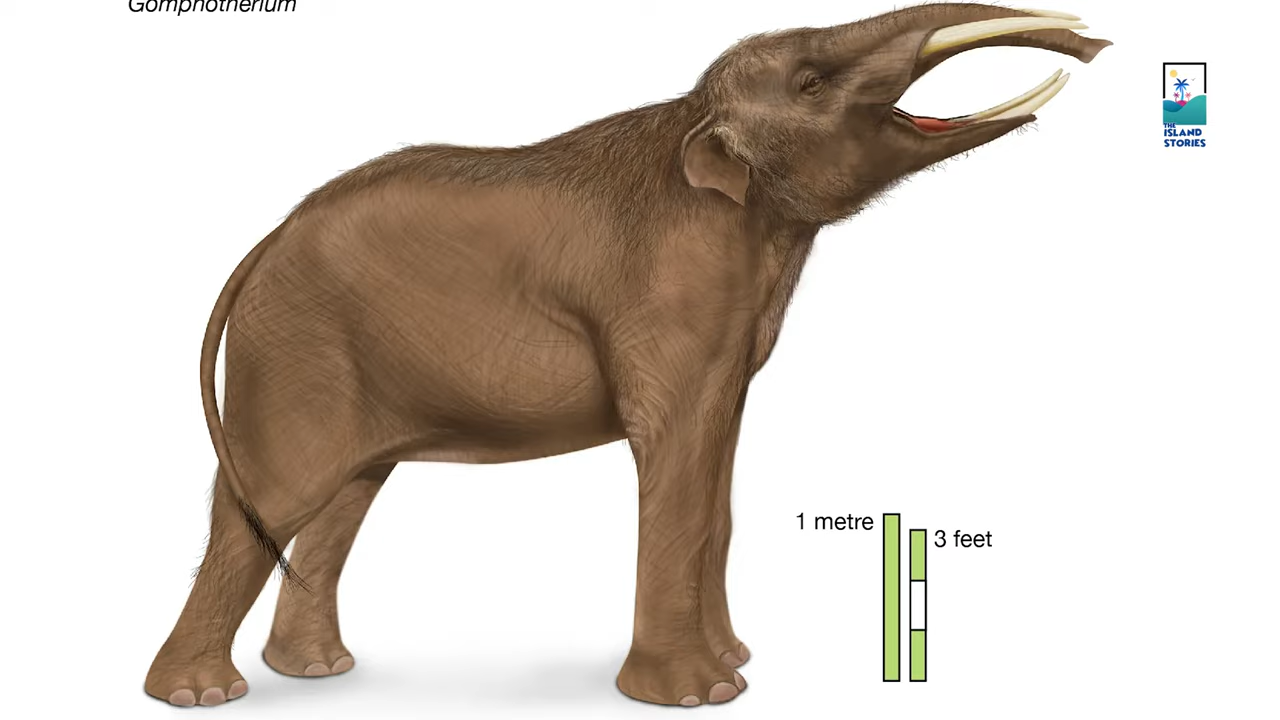 Gomphotherium
THE
ISLAND
STORIES
1 metre
3 feet